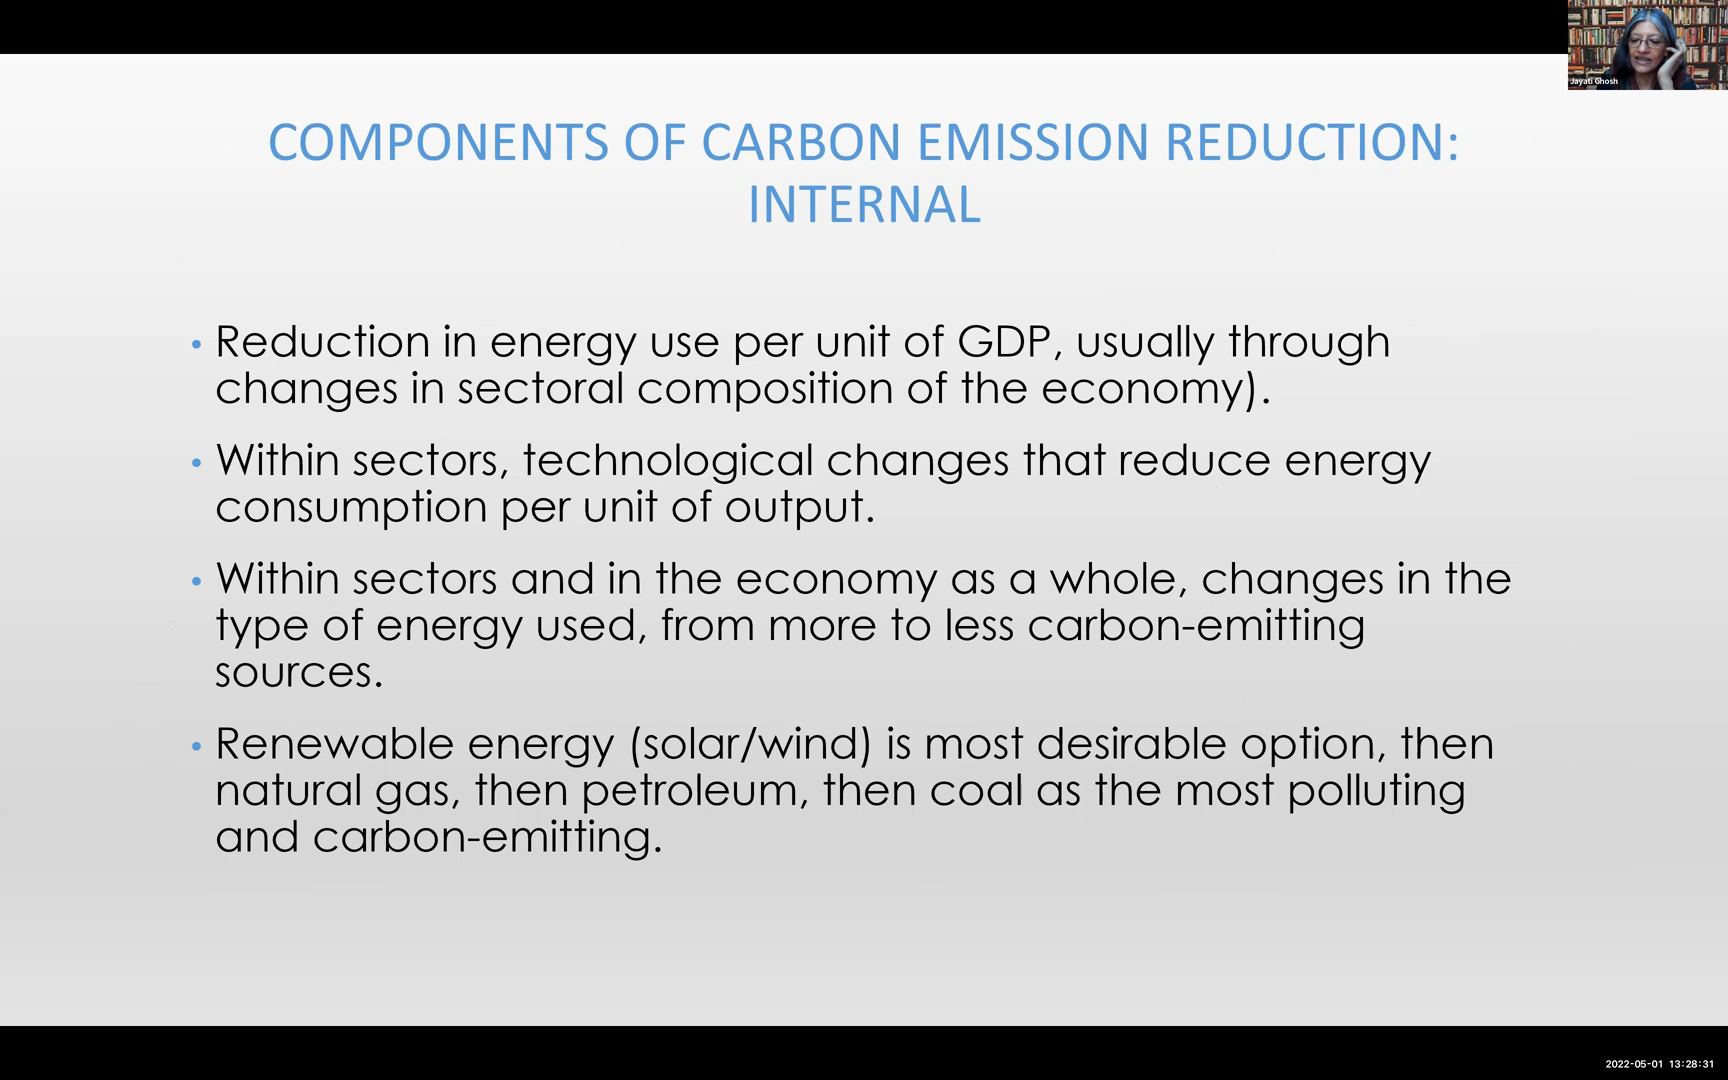 Jayati Ghosh
COMPONENTS OF CARBON EMISSION REDUCTION:
INTERNAL
• Reduction in energy use per unit of GDP, usually through
changes in sectoral composition of the economy).
• Within sectors, technological changes that reduce energy
consumption per unit of output.
• Within sectors and in the economy as a whole, changes in the
type of energy used, from more to less carbon-emitting
sources.
• Renewable energy (solar/wind) is most desirable option, then
natural gas, then petroleum, then coal as the most polluting
and carbon-emitting.
2022-05-01 13:28:31